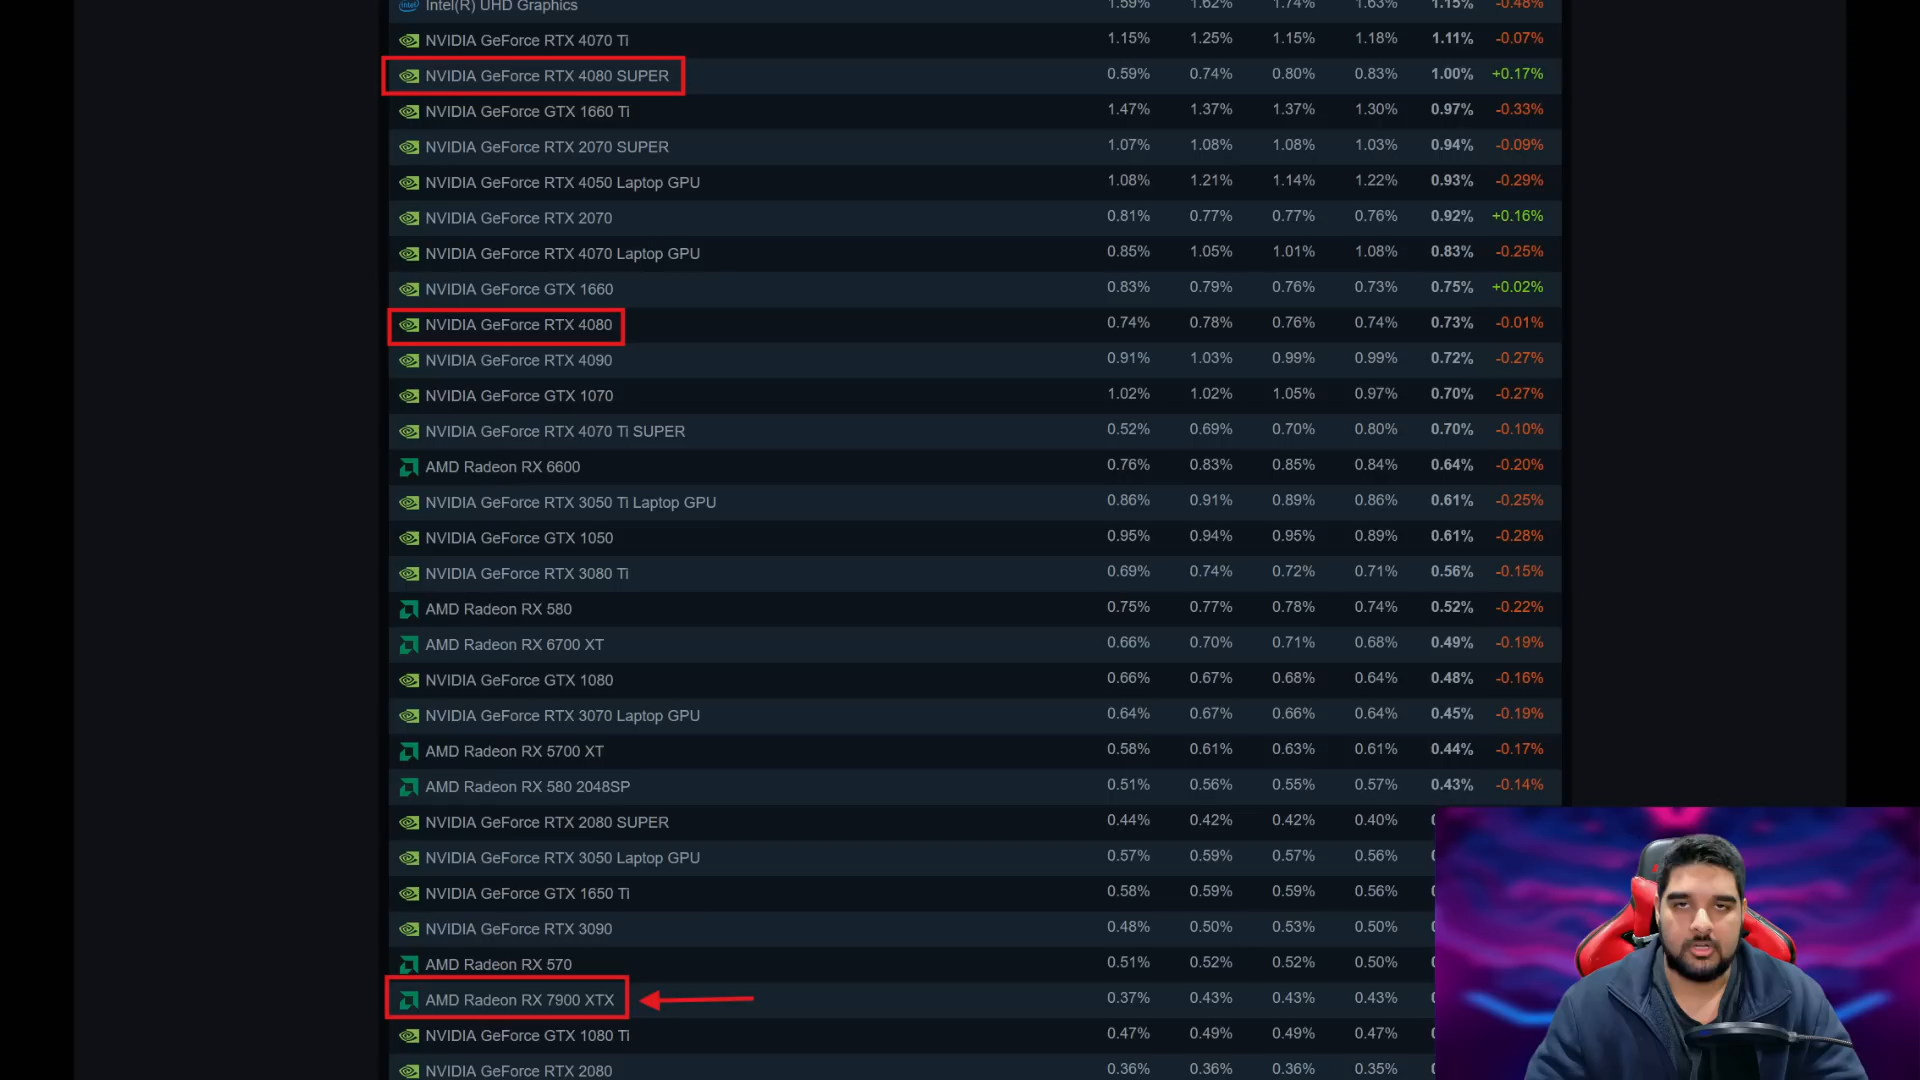 Intel(R) UHD Graphics 1.59% 1.62% 1.74% 1.63% 1.15% -0.48%
NVIDIA GeForce RTX 4070 Ti 1.15% 1.25% 1.15% 1.18% 1.11% -0.07%
NVIDIA GeForce RTX 4080 SUPER 0.59% 0.74% 0.80% 0.83% 1.00% +0.17%
NVIDIA GeForce GTX 1660 Ti 1.47% 1.37% 1.37% 1.30% 0.97% -0.33%
NVIDIA GeForce RTX 2070 SUPER 1.07% 1.08% 1.08% 1.03% 0.94% -0.09%
NVIDIA GeForce RTX 4050 Laptop GPU 1.08% 1.21% 1.14% 1.22% 0.93% -0.29%
NVIDIA GeForce RTX 2070 0.81% 0.77% 0.77% 0.76% 0.92% +0.16%
NVIDIA GeForce RTX 4070 Laptop GPU 0.85% 1.05% 1.01% 1.08% 0.83% -0.25%
NVIDIA GeForce GTX 1660 0.83% 0.79% 0.76% 0.73% 0.75% +0.02%
NVIDIA GeForce RTX 4080 0.74% 0.78% 0.76% 0.74% 0.73% -0.01%
NVIDIA GeForce RTX 4090 0.91% 1.03% 0.99% 0.99% 0.72% -0.27%
NVIDIA GeForce GTX 1070 1.02% 1.02% 1.05% 0.97% 0.70% -0.27%
NVIDIA GeForce RTX 4070 Ti SUPER 0.52% 0.69% 0.70% 0.80% 0.70% -0.10%
AMD Radeon RX 6600 0.76% 0.83% 0.85% 0.84% 0.64% -0.20%
NVIDIA GeForce RTX 3050 Ti Laptop GPU 0.86% 0.91% 0.89% 0.86% 0.61% -0.25%
NVIDIA GeForce GTX 1050 0.95% 0.94% 0.95% 0.89% 0.61% -0.28%
NVIDIA GeForce RTX 3080 Ti 0.69% 0.74% 0.72% 0.71% 0.56% -0.15%
AMD Radeon RX 580 0.75% 0.77% 0.78% 0.74% 0.52% -0.22%
AMD Radeon RX 6700 XT 0.66% 0.70% 0.71% 0.68% 0.49% -0.19%
NVIDIA GeForce GTX 1080 0.66% 0.67% 0.68% 0.64% 0.48% -0.16%
NVIDIA GeForce RTX 3070 Laptop GPU 0.64% 0.67% 0.66% 0.64% 0.45% -0.19%
AMD Radeon RX 5700 XT 0.58% 0.61% 0.63% 0.61% 0.44% -0.17%
AMD Radeon RX 580 2048SP 0.51% 0.56% 0.55% 0.57% 0.43% -0.14%
NVIDIA GeForce RTX 2080 SUPER 0.44% 0.42% 0.42% 0.40%
NVIDIA GeForce RTX 3050 Laptop GPU 0.57% 0.59% 0.57% 0.56%
NVIDIA GeForce GTX 1650 Ti 0.58% 0.59% 0.59% 0.56%
NVIDIA GeForce RTX 3090 0.48% 0.50% 0.53% 0.50%
AMD Radeon RX 570 0.51% 0.52% 0.52% 0.50%
AMD Radeon RX 7900 XTX 0.37% 0.43% 0.43% 0.43%
NVIDIA GeForce GTX 1080 Ti 0.47% 0.49% 0.49% 0.47%
NVIDIA GeForce RTX 2080 0.36% 0.36% 0.36% 0.35%